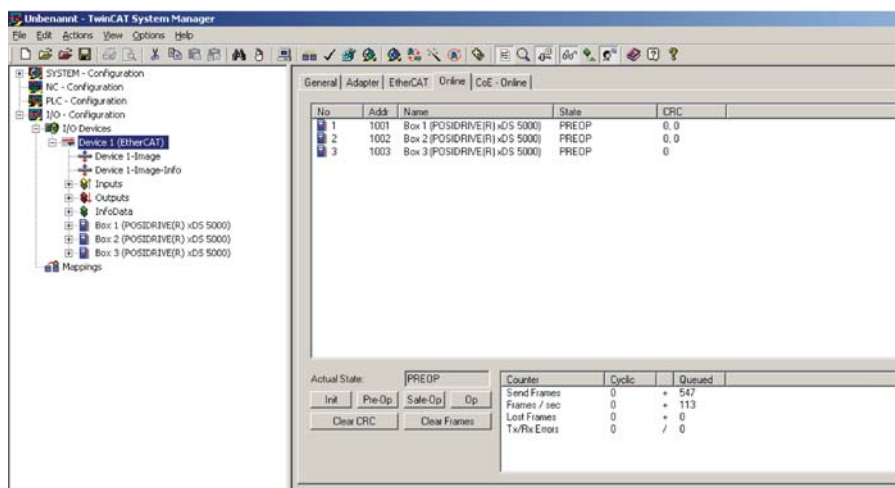 Unbenannt - TwinCAT System Manager
File Edit Actions View Options Help
SYSTEM - Configuration
NC - Configuration
PLC - Configuration
I/O - Configuration
I/O Devices
Device 1 (EtherCAT)
Device 1-Image
Device 1-Image-Info
Inputs
Outputs
InfoData
Box 1 (POSIDRIVE(R) xDS 5000)
Box 2 (POSIDRIVE(R) xDS 5000)
Box 3 (POSIDRIVE(R) xDS 5000)
Mappings
General Adapter EtherCAT Online CoE - Online
No Addr Name State CRC
1 1001 Box 1 (POSIDRIVE(R) xDS 5000) PREOP 0, 0
2 1002 Box 2 (POSIDRIVE(R) xDS 5000) PREOP 0, 0
3 1003 Box 3 (POSIDRIVE(R) xDS 5000) PREOP 0
Actual State: PREOP
Init Pre-Op Safe-Op Op
Clear CRC Clear Frames
Counter Cyclic Queued
Send Frames 0 + 547
Frames / sec 0 + 113
Lost Frames 0 + 0
Tx/Rx Errors 0 / 0